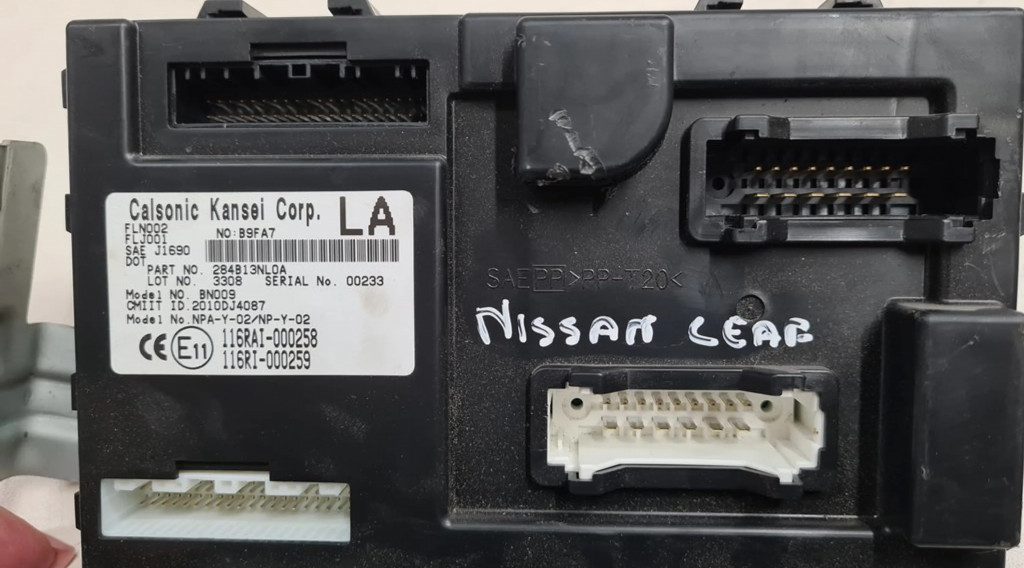 Calsonic Kansei Corp. LA
FLN002
FLJ001 NO:B9FA7
SAE J1690
DOT
PART NO. 284B13NL0A
LOT NO. 3308 SERIAL No. 00233
Model NO. BN009
CMIIT ID:2010DJ4087
Model No.NPA-Y-02/NP-Y-02
CE E11 116RAI-000258
116RI-000259
SAE PP >PP-T20<
NISSAN LEAF